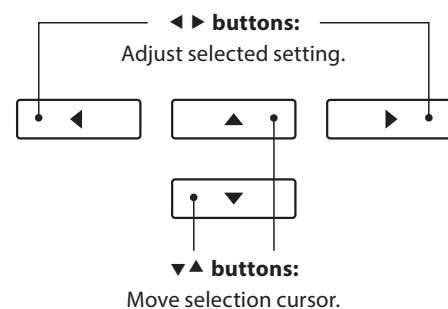 ◀ ▶ buttons:
Adjust selected setting.
◀
▲
▶
▼
▼▲ buttons:
Move selection cursor.